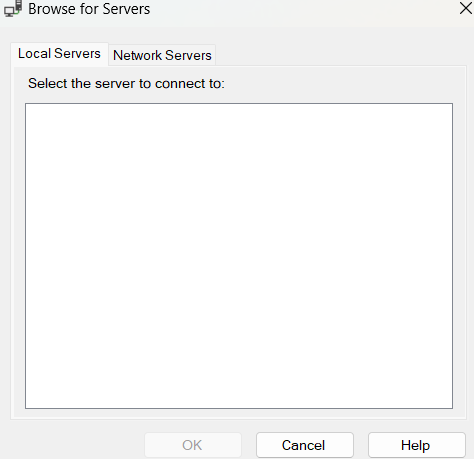 Browse for Servers
Local Servers
Network Servers
Select the server to connect to:
OK
Cancel
Help